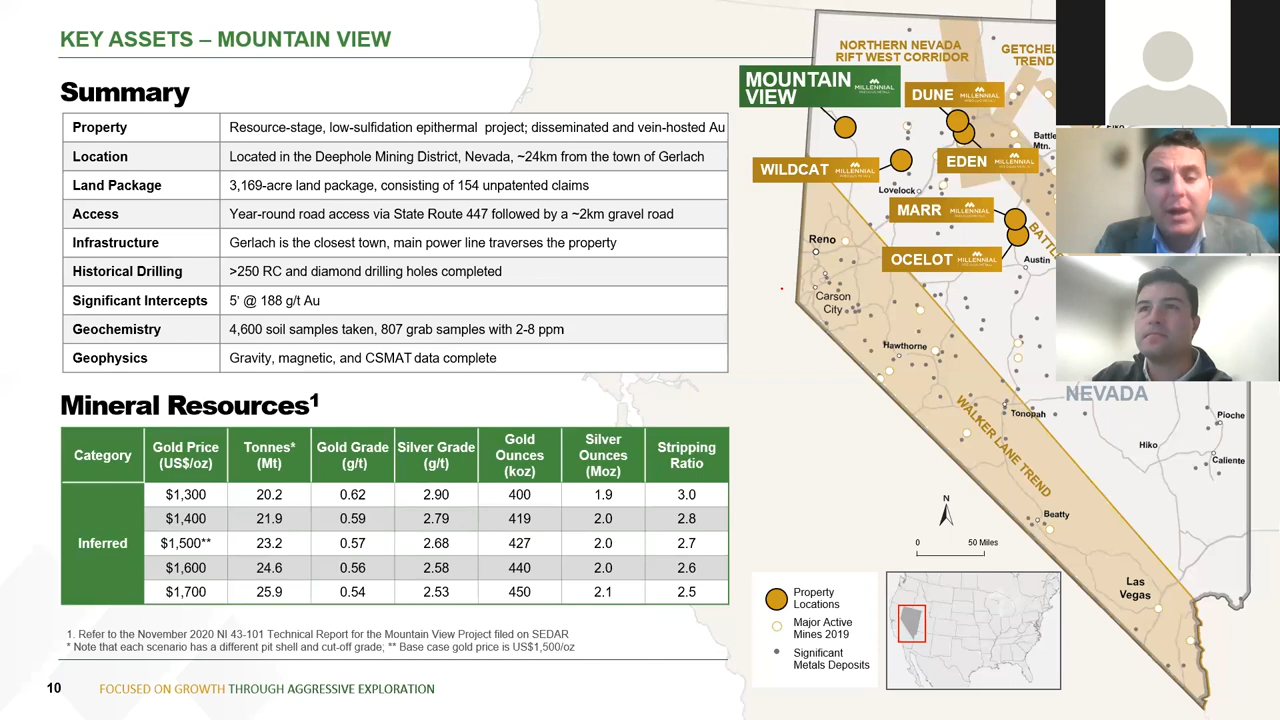 KEY ASSETS – MOUNTAIN VIEW
Summary
Property Resource-stage, low-sulfidation epithermal project; disseminated and vein-hosted Au
Location Located in the Deephole Mining District, Nevada, ~24km from the town of Gerlach
Land Package 3,169-acre land package, consisting of 154 unpatented claims
Access Year-round road access via State Route 447 followed by a ~2km gravel road
Infrastructure Gerlach is the closest town, main power line traverses the property
Historical Drilling >250 RC and diamond drilling holes completed
Significant Intercepts 5' @ 188 g/t Au
Geochemistry 4,600 soil samples taken, 807 grab samples with 2-8 ppm
Geophysics Gravity, magnetic, and CSMAT data complete
Mineral Resources1
Category Gold Price (US$/oz) Tonnes* (Mt) Gold Grade (g/t) Silver Grade (g/t) Gold Ounces (koz) Silver Ounces (Moz) Stripping Ratio
Inferred
$1,300 20.2 0.62 2.90 400 1.9 3.0
$1,400 21.9 0.59 2.79 419 2.0 2.8
$1,500** 23.2 0.57 2.68 427 2.0 2.7
$1,600 24.6 0.56 2.58 440 2.0 2.6
$1,700 25.9 0.54 2.53 450 2.1 2.5
1. Refer to the November 2020 NI 43-101 Technical Report for the Mountain View Project filed on SEDAR
* Note that each scenario has a different pit shell and cut-off grade; ** Base case gold price is US$1,500/oz
10 FOCUSED ON GROWTH THROUGH AGGRESSIVE EXPLORATION
NORTHERN NEVADA
RIFT WEST CORRIDOR
GETCHEL
TREND
MOUNTAIN
VIEW MILLENNIAL
DUNE MILLENNIAL
Battle
Mtn.
WILDCAT MILLENNIAL
EDEN MILLENNIAL
Lovelock
MARR MILLENNIAL
Reno
BATTL
OCELOT MILLENNIAL
Austin
Carson
City
Hawthorne
NEVADA
WALKER LANE TREND
Tonopah
Pioche
Hiko
Caliente
N
Beatty
0 50 Miles
Las
Vegas
Property
Locations
Major Active
Mines 2019
Significant
Metals Deposits